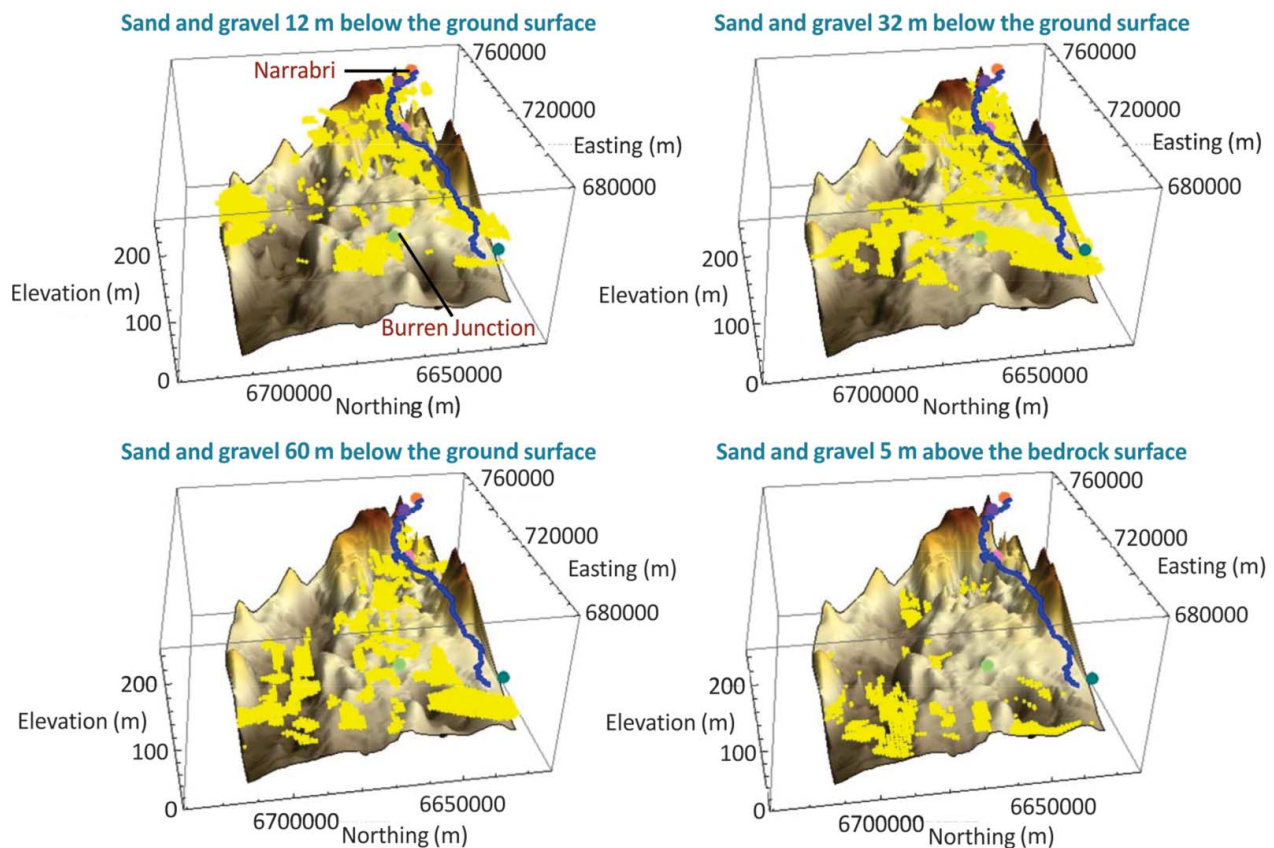 Sand and gravel 12 m below the ground surface
760000
Narrabri
720000
Easting (m)
680000
200
Elevation (m)
100
Burren Junction
0
6700000
6650000
Northing (m)
Sand and gravel 32 m below the ground surface
760000
720000
Easting (m)
680000
200
Elevation (m)
100
0
6700000
6650000
Northing (m)
Sand and gravel 60 m below the ground surface
760000
720000
Easting (m)
680000
200
Elevation (m)
100
0
6700000
6650000
Northing (m)
Sand and gravel 5 m above the bedrock surface
760000
720000
Easting (m)
680000
200
Elevation (m)
100
0
6700000
6650000
Northing (m)